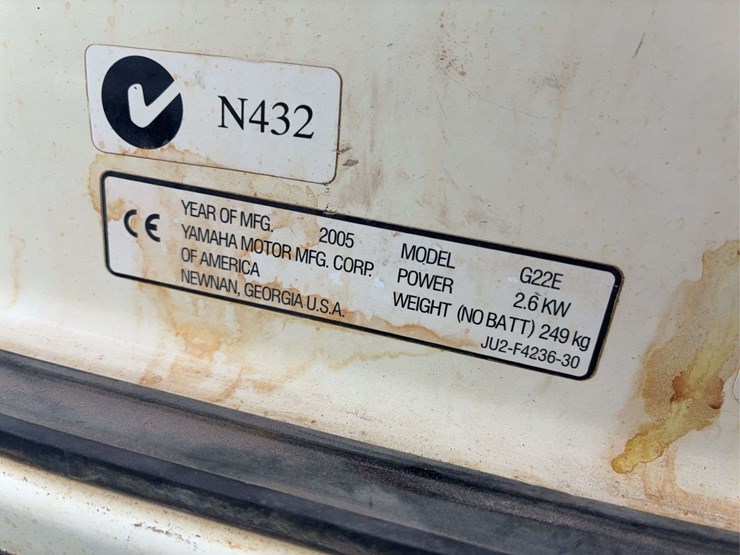 N432
CE
YEAR OF MFG. 2005
YAMAHA MOTOR MFG. CORP.
OF AMERICA
NEWNAN, GEORGIA U.S.A.
MODEL G22E
POWER 2.6 KW
WEIGHT (NO BATT) 249 kg
JU2-F4236-30